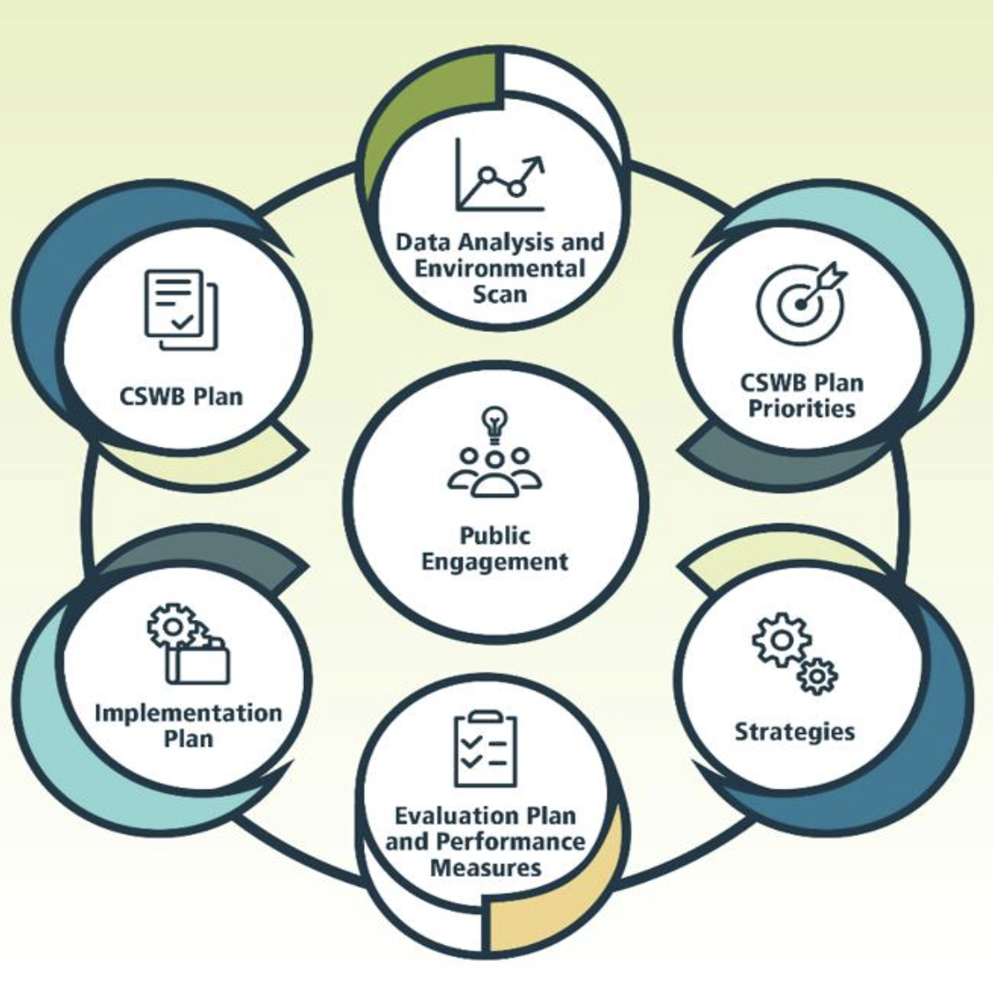 Data Analysis and
Environmental
Scan
CSWB Plan
CSWB Plan
Priorities
Public
Engagement
Implementation
Plan
Strategies
Evaluation Plan
and Performance
Measures